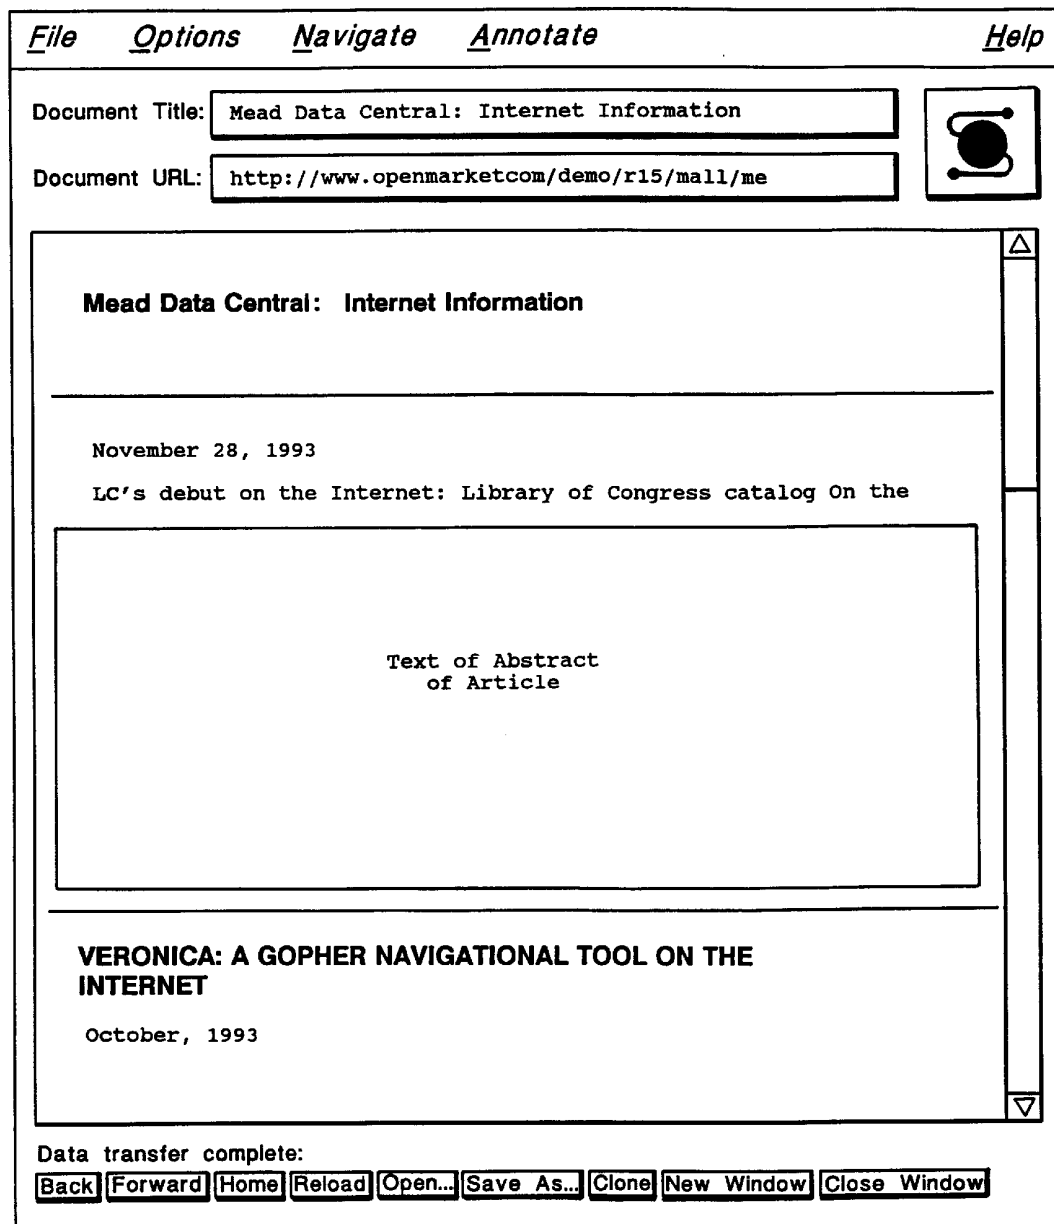 File Options Navigate Annotate Help
Document Title: Mead Data Central: Internet Information
Document URL: http://www.openmarketcom/demo/r15/mall/me
Mead Data Central: Internet Information
November 28, 1993
LC's debut on the Internet: Library of Congress catalog On the
Text of Abstract
of Article
VERONICA: A GOPHER NAVIGATIONAL TOOL ON THE
INTERNET
October, 1993
Data transfer complete:
Back Forward Home Reload Open... Save As... Clone New Window Close Window